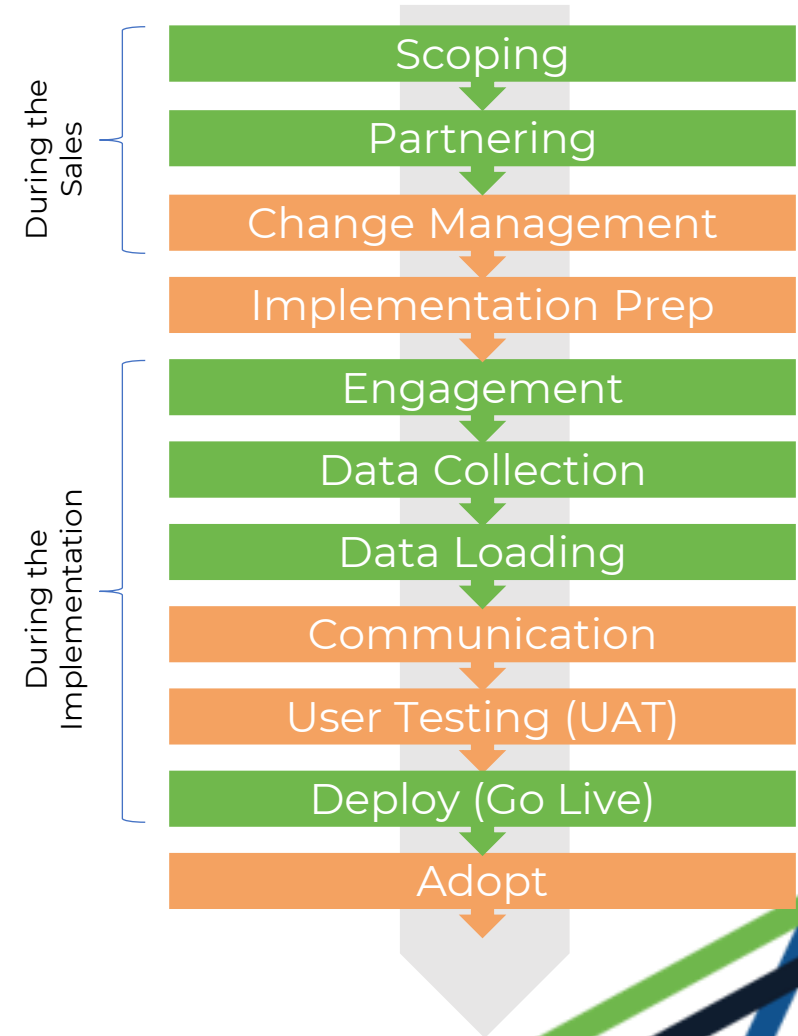 During the
Sales
Scoping
Partnering
Change Management
Implementation Prep
During the
Implementation
Engagement
Data Collection
Data Loading
Communication
User Testing (UAT)
Deploy (Go Live)
Adopt